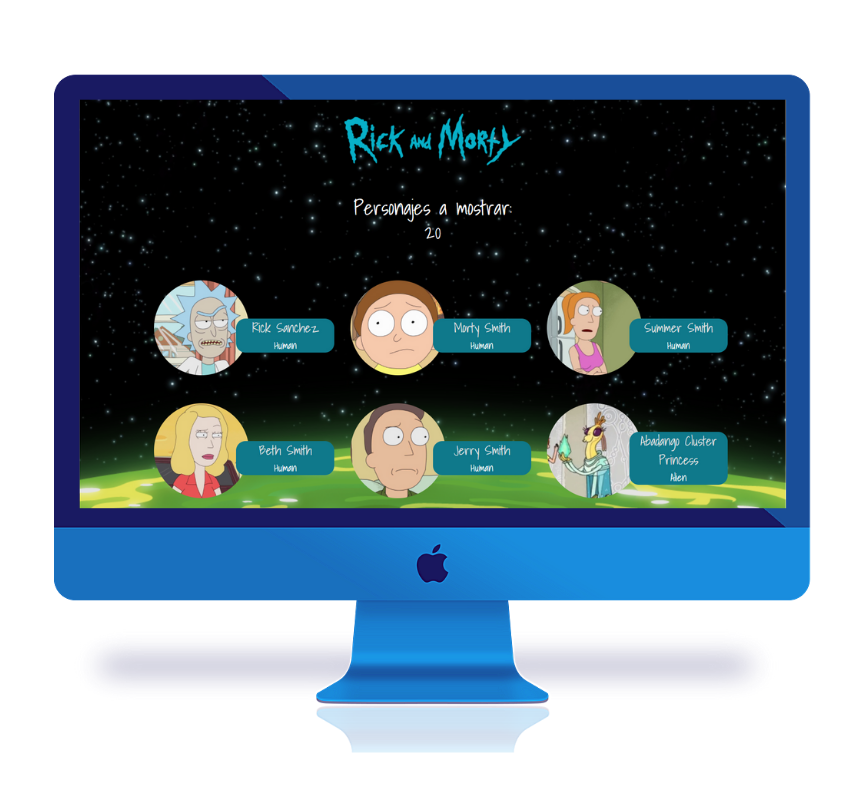 Rick And Morty
Personajes a mostrar:
20
Rick Sanchez
Human
Morty Smith
Human
Summer Smith
Human
Beth Smith
Human
Jerry Smith
Human
Abadango Cluster
Princess
Alien